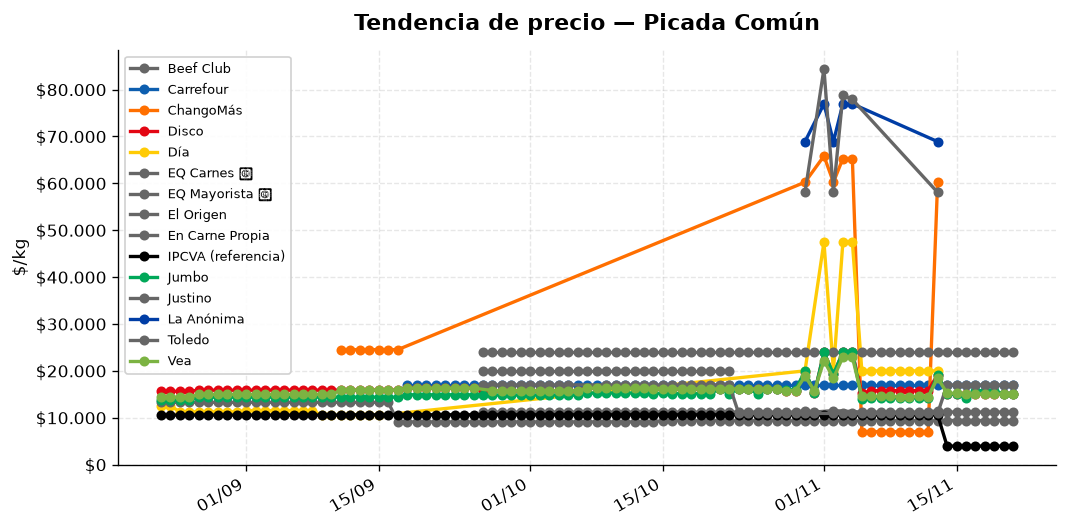 Tendencia de precio — Picada Común
$/kg
$80.000
$70.000
$60.000
$50.000
$40.000
$30.000
$20.000
$10.000
$0
Beef Club
Carrefour
ChangoMás
Disco
Día
EQ Carnes
EQ Mayorista
El Origen
En Carne Propia
IPCVA (referencia)
Jumbo
Justino
La Anónima
Toledo
Vea
01/09
15/09
01/10
15/10
01/11
15/11